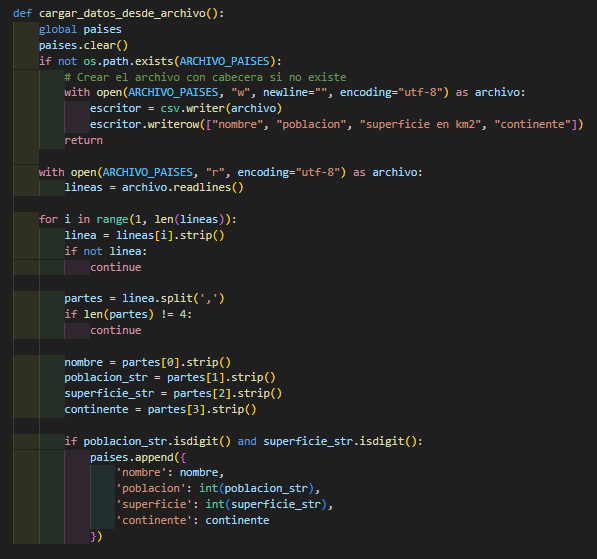 def cargar_datos_desde_archivo():
    global paises
    paises.clear()
    if not os.path.exists(ARCHIVO_PAISES):
        # Crear el archivo con cabecera si no existe
        with open(ARCHIVO_PAISES, "w", newline="", encoding="utf-8") as archivo:
            escritor = csv.writer(archivo)
            escritor.writerow(["nombre", "poblacion", "superficie en km2", "continente"])
        return

    with open(ARCHIVO_PAISES, "r", encoding="utf-8") as archivo:
        lineas = archivo.readlines()

    for i in range(1, len(lineas)):
        linea = lineas[i].strip()
        if not linea:
            continue

        partes = linea.split(',')
        if len(partes) != 4:
            continue

        nombre = partes[0].strip()
        poblacion_str = partes[1].strip()
        superficie_str = partes[2].strip()
        continente = partes[3].strip()

        if poblacion_str.isdigit() and superficie_str.isdigit():
            paises.append({
                'nombre': nombre,
                'poblacion': int(poblacion_str),
                'superficie': int(superficie_str),
                'continente': continente
            })